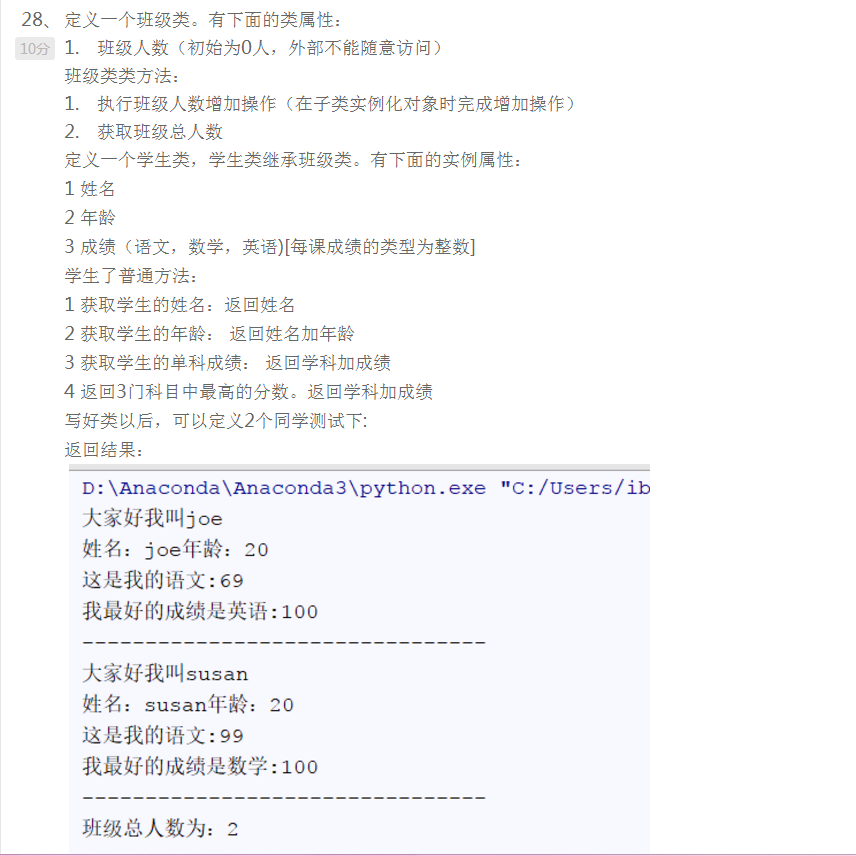 28、定义一个班级类。有下面的类属性：
10分
1. 班级人数（初始为0人，外部不能随意访问）
班级类类方法：
1. 执行班级人数增加操作（在子类实例化对象时完成增加操作）
2. 获取班级总人数
定义一个学生类，学生类继承班级类。有下面的实例属性：
1 姓名
2 年龄
3 成绩（语文，数学，英语)[每课成绩的类型为整数]
学生了普通方法：
1 获取学生的姓名：返回姓名
2 获取学生的年龄： 返回姓名加年龄
3 获取学生的单科成绩： 返回学科加成绩
4 返回3门科目中最高的分数。返回学科加成绩
写好类以后，可以定义2个同学测试下:
返回结果：
D:\Anaconda\Anaconda3\python.exe "C:/Users/ib
大家好我叫joe
姓名：joe年龄：20
这是我的语文:69
我最好的成绩是英语:100
--------------------------------
大家好我叫susan
姓名：susan年龄：20
这是我的语文:99
我最好的成绩是数学:100
--------------------------------
班级总人数为：2